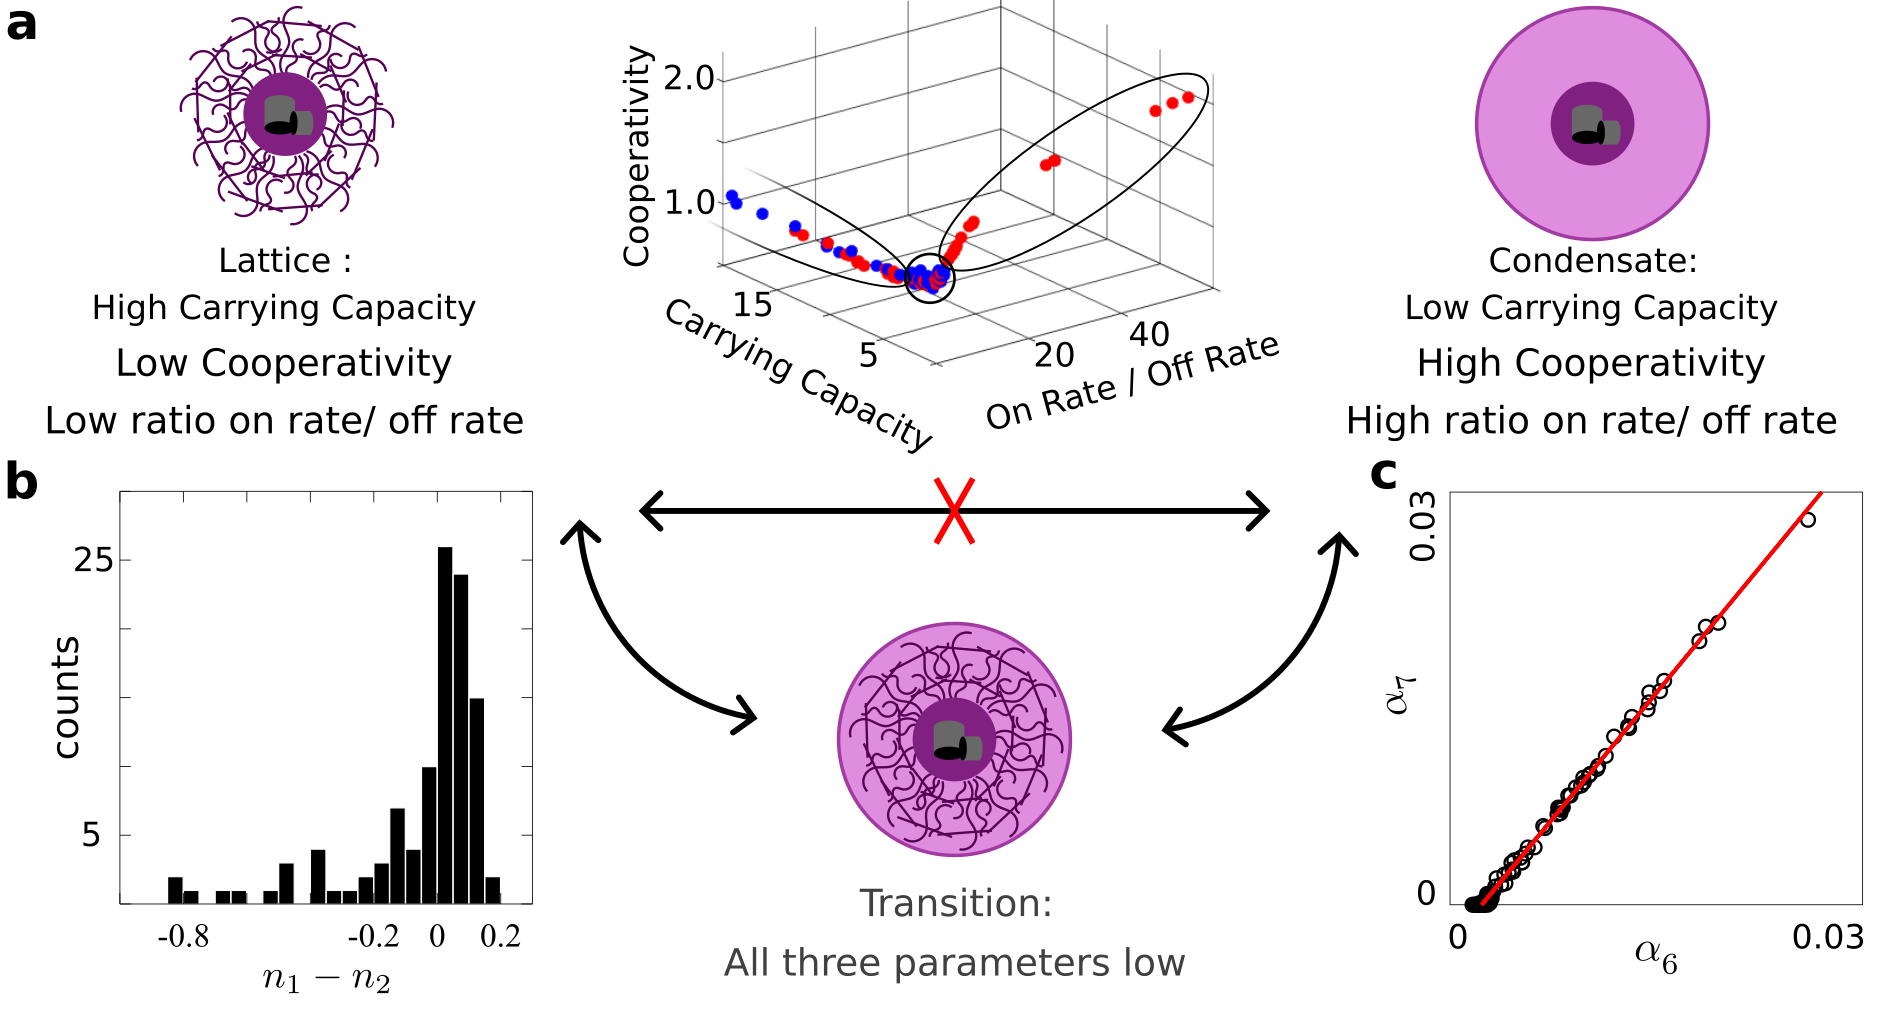 a
Lattice :
High Carrying Capacity
Low Cooperativity
Low ratio on rate/ off rate
Cooperativity
2.0
1.0
15
5
Carrying Capacity
20
40
On Rate / Off Rate
Condensate:
Low Carrying Capacity
High Cooperativity
High ratio on rate/ off rate
b
counts
25
5
-0.8
-0.2
0
0.2
n₁ − n₂
Transition:
All three parameters low
c
α₇
0.03
0
0
0.03
α₆